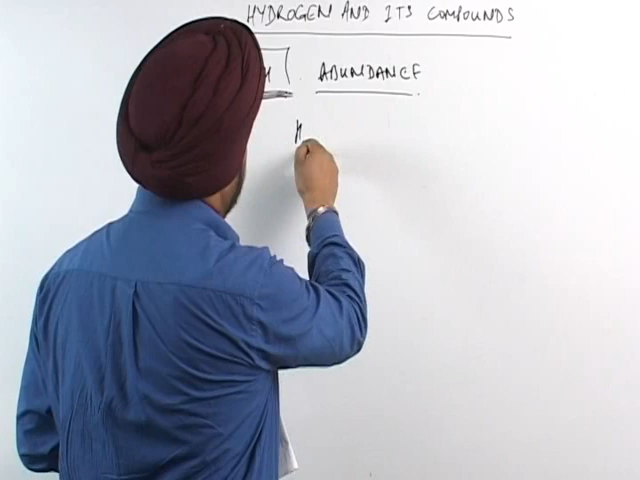 HYDROGEN AND ITS COMPOUNDS
H . ABUNDANCE
H